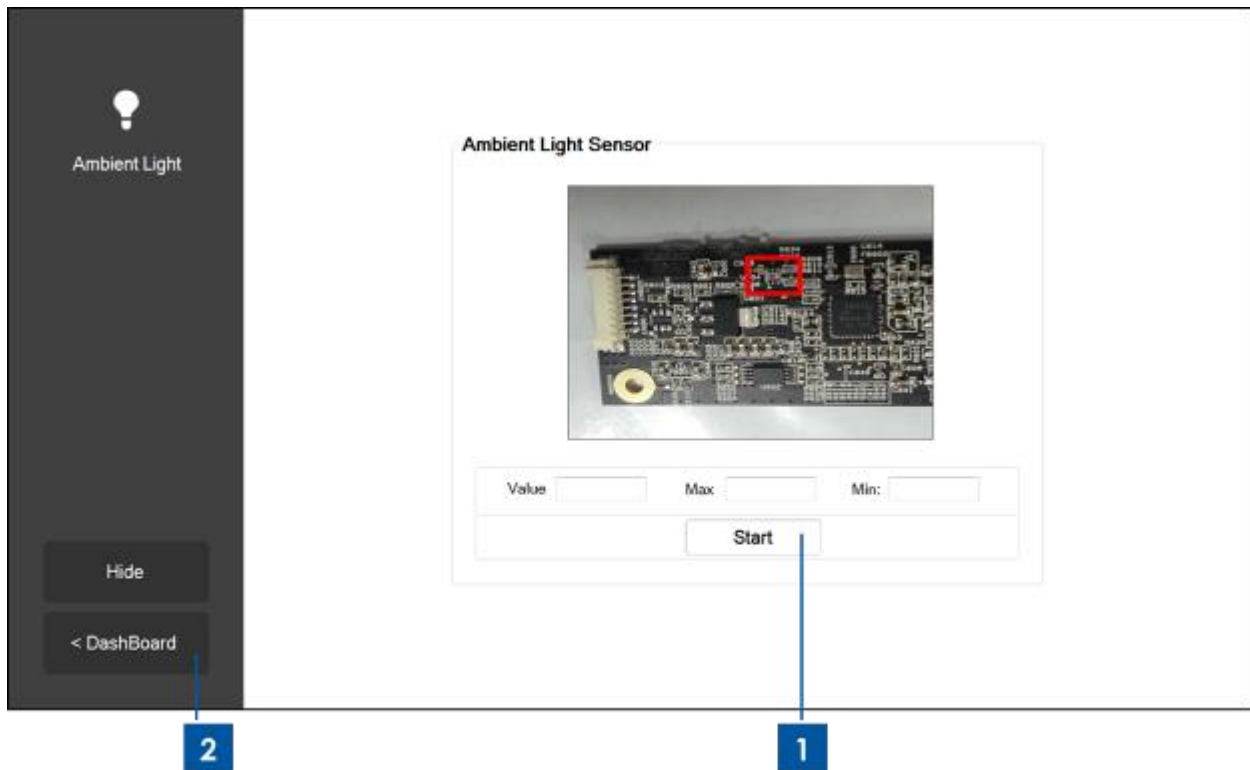 Ambient Light
Hide
< DashBoard
Ambient Light Sensor
Value
Max
Min:
Start
2
1